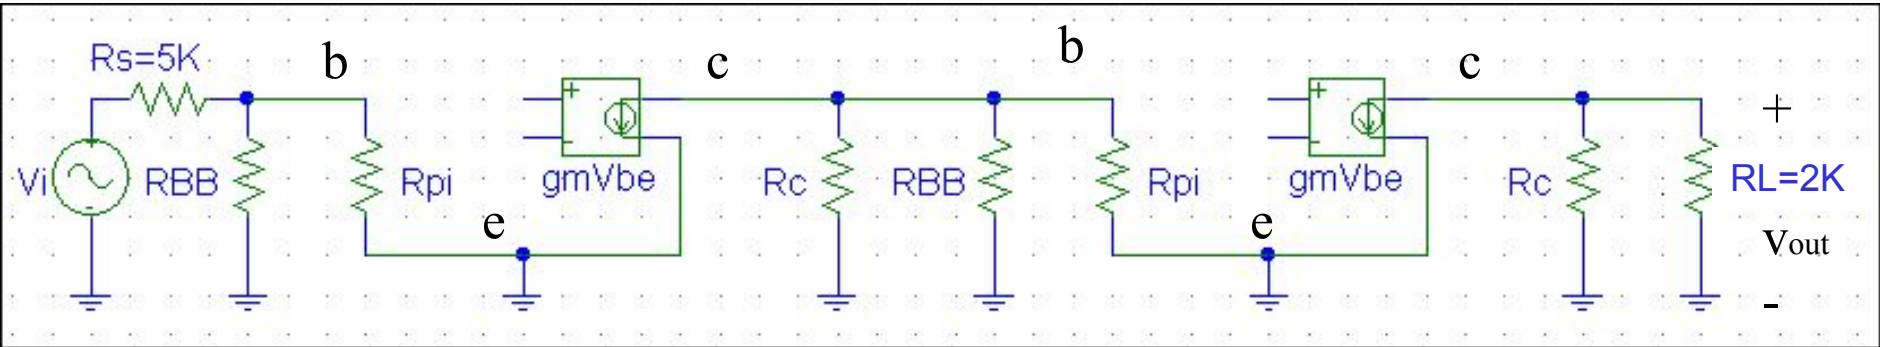 Rs=5K
b
c
b
c
+
Vi
RBB
Rpi
gmVbe
Rc
RBB
Rpi
gmVbe
Rc
RL=2K
e
e
Vout
-